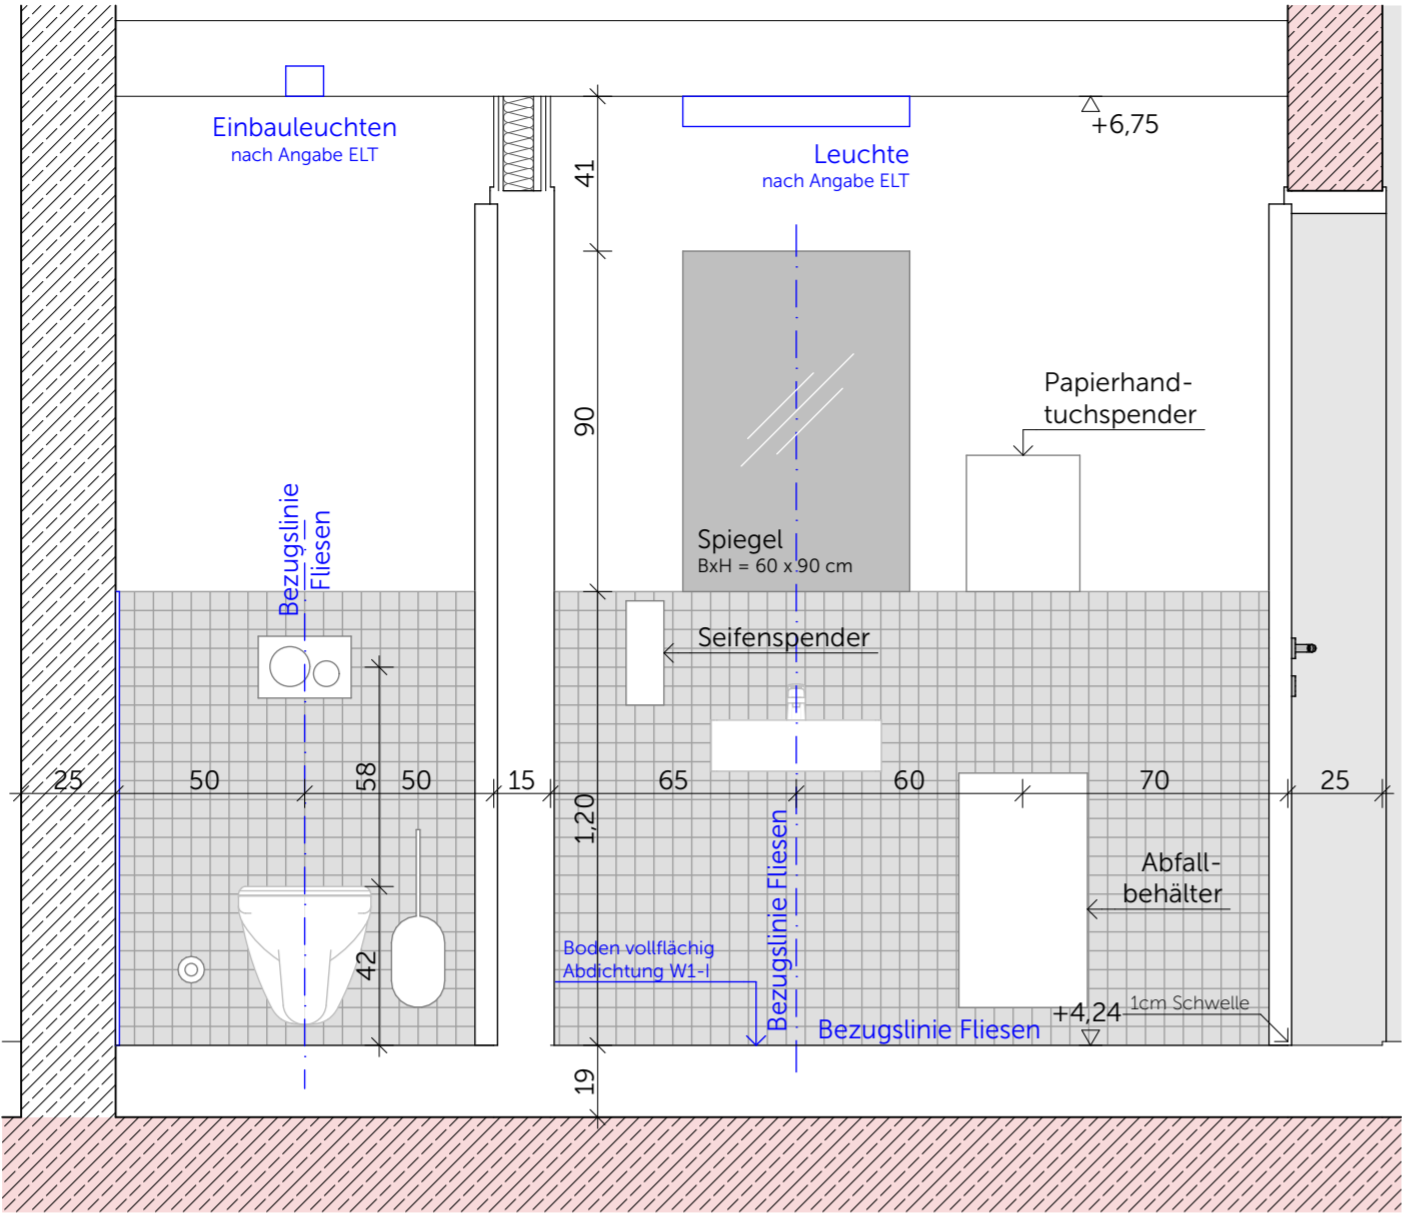 Einbauleuchten
nach Angabe ELT
Leuchte
nach Angabe ELT
+6,75
41
90
Papierhand-
tuchspender
Spiegel
BxH = 60 x 90 cm
Bezugslinie
Fliesen
Seifenspender
25
50
58
50
15
65
60
70
25
1,20
Bezugslinie Fliesen
Abfall-
behälter
42
Boden vollflächig
Abdichtung W1-I
+4,24
1cm Schwelle
Bezugslinie Fliesen
19